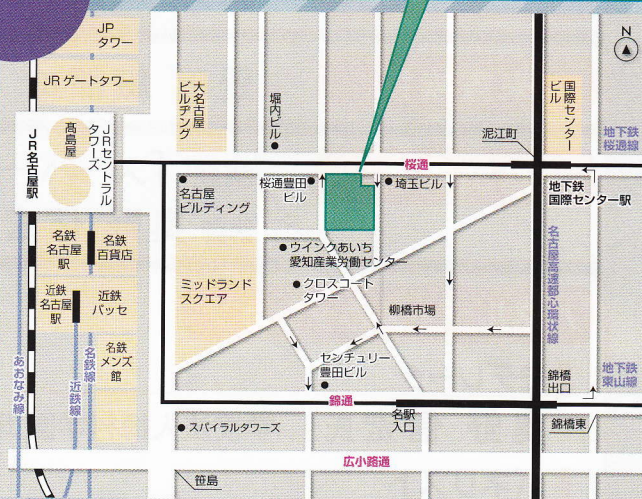 JP
タワー
JRゲートタワー
JR名古屋駅
髙島屋
JRセントラル
タワーズ
大名古屋
ビルヂング
堀内ビル
国際センター
ビル
N
泥江町
地下鉄
桜通線
桜通
名古屋
ビルディング
桜通豊田
ビル
埼玉ビル
地下鉄
国際センター駅
名鉄
名古屋
駅
名鉄
百貨店
ミッドランド
スクエア
ウインクあいち
愛知産業労働センター
クロスコート
タワー
名古屋高速都心環状線
近鉄
名古屋
駅
近鉄
パッセ
柳橋市場
名鉄
メンズ
館
あおなみ線
近鉄線
名鉄線
センチュリー
豊田ビル
錦橋
出口
地下鉄
東山線
錦通
名駅
入口
錦橋東
スパイラルタワーズ
広小路通
笹島